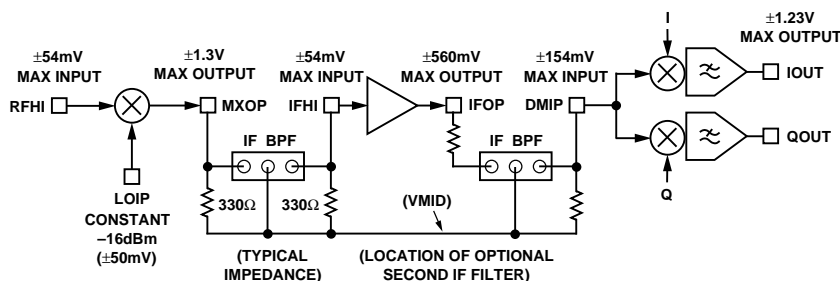 ±54mV
MAX INPUT
RFHI
LOIP
CONSTANT
–16dBm
(±50mV)
±1.3V
MAX OUTPUT
MXOP
IF BPF
330Ω
330Ω
(TYPICAL
IMPEDANCE)
±54mV
MAX INPUT
IFHI
±560mV
MAX OUTPUT
IFOP
(VMID)
IF BPF
(LOCATION OF OPTIONAL
SECOND IF FILTER)
±154mV
MAX INPUT
DMIP
I
Q
±1.23V
MAX OUTPUT
IOUT
QOUT